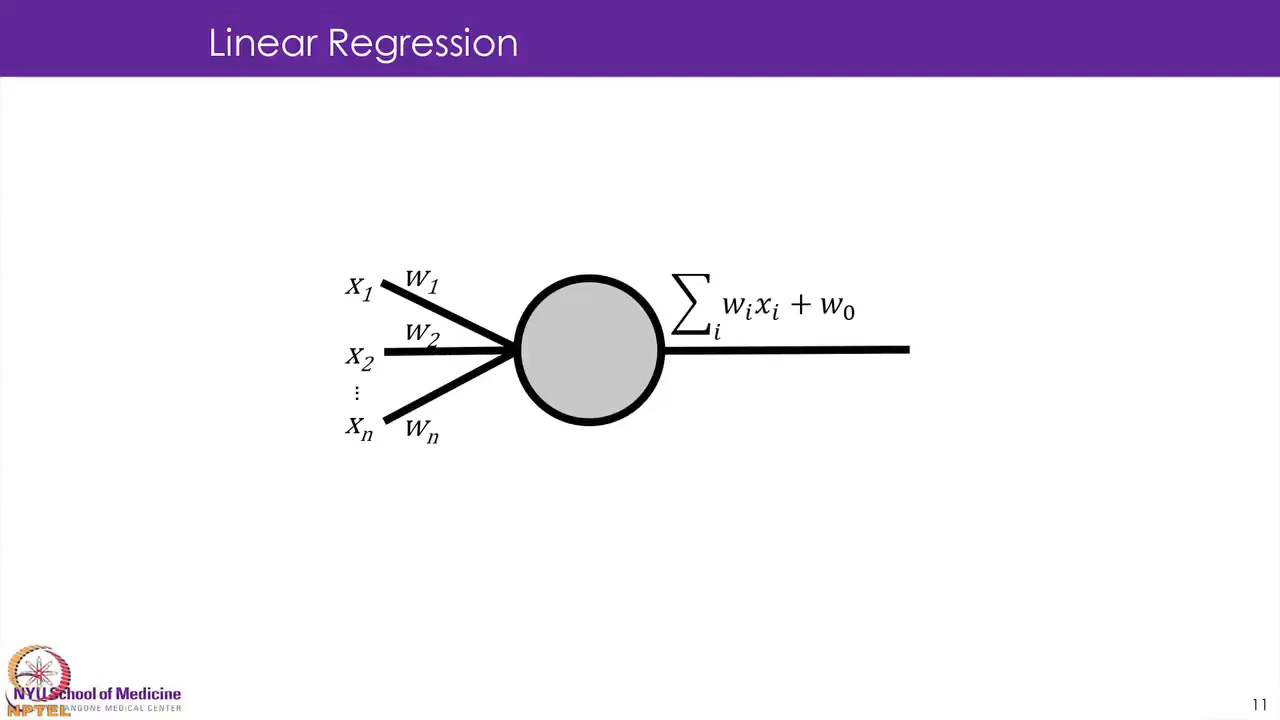 Linear Regression
x₁ w₁
x₂ w₂
⋮
xₙ wₙ
∑ᵢ wᵢxᵢ + w₀
NYU School of Medicine
LANGONE MEDICAL CENTER
NPTEL
11